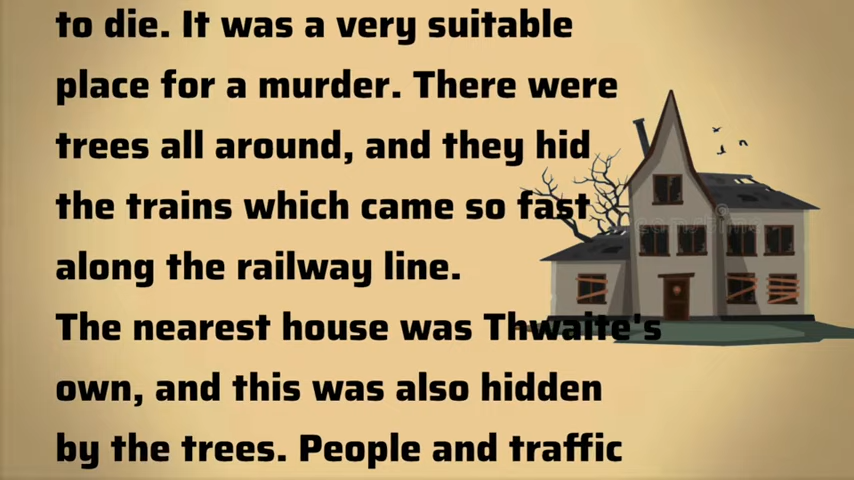 to die. It was a very suitable
place for a murder. There were
trees all around, and they hid
the trains which came so fast
along the railway line.
The nearest house was Thwaite's
own, and this was also hidden
by the trees. People and traffic